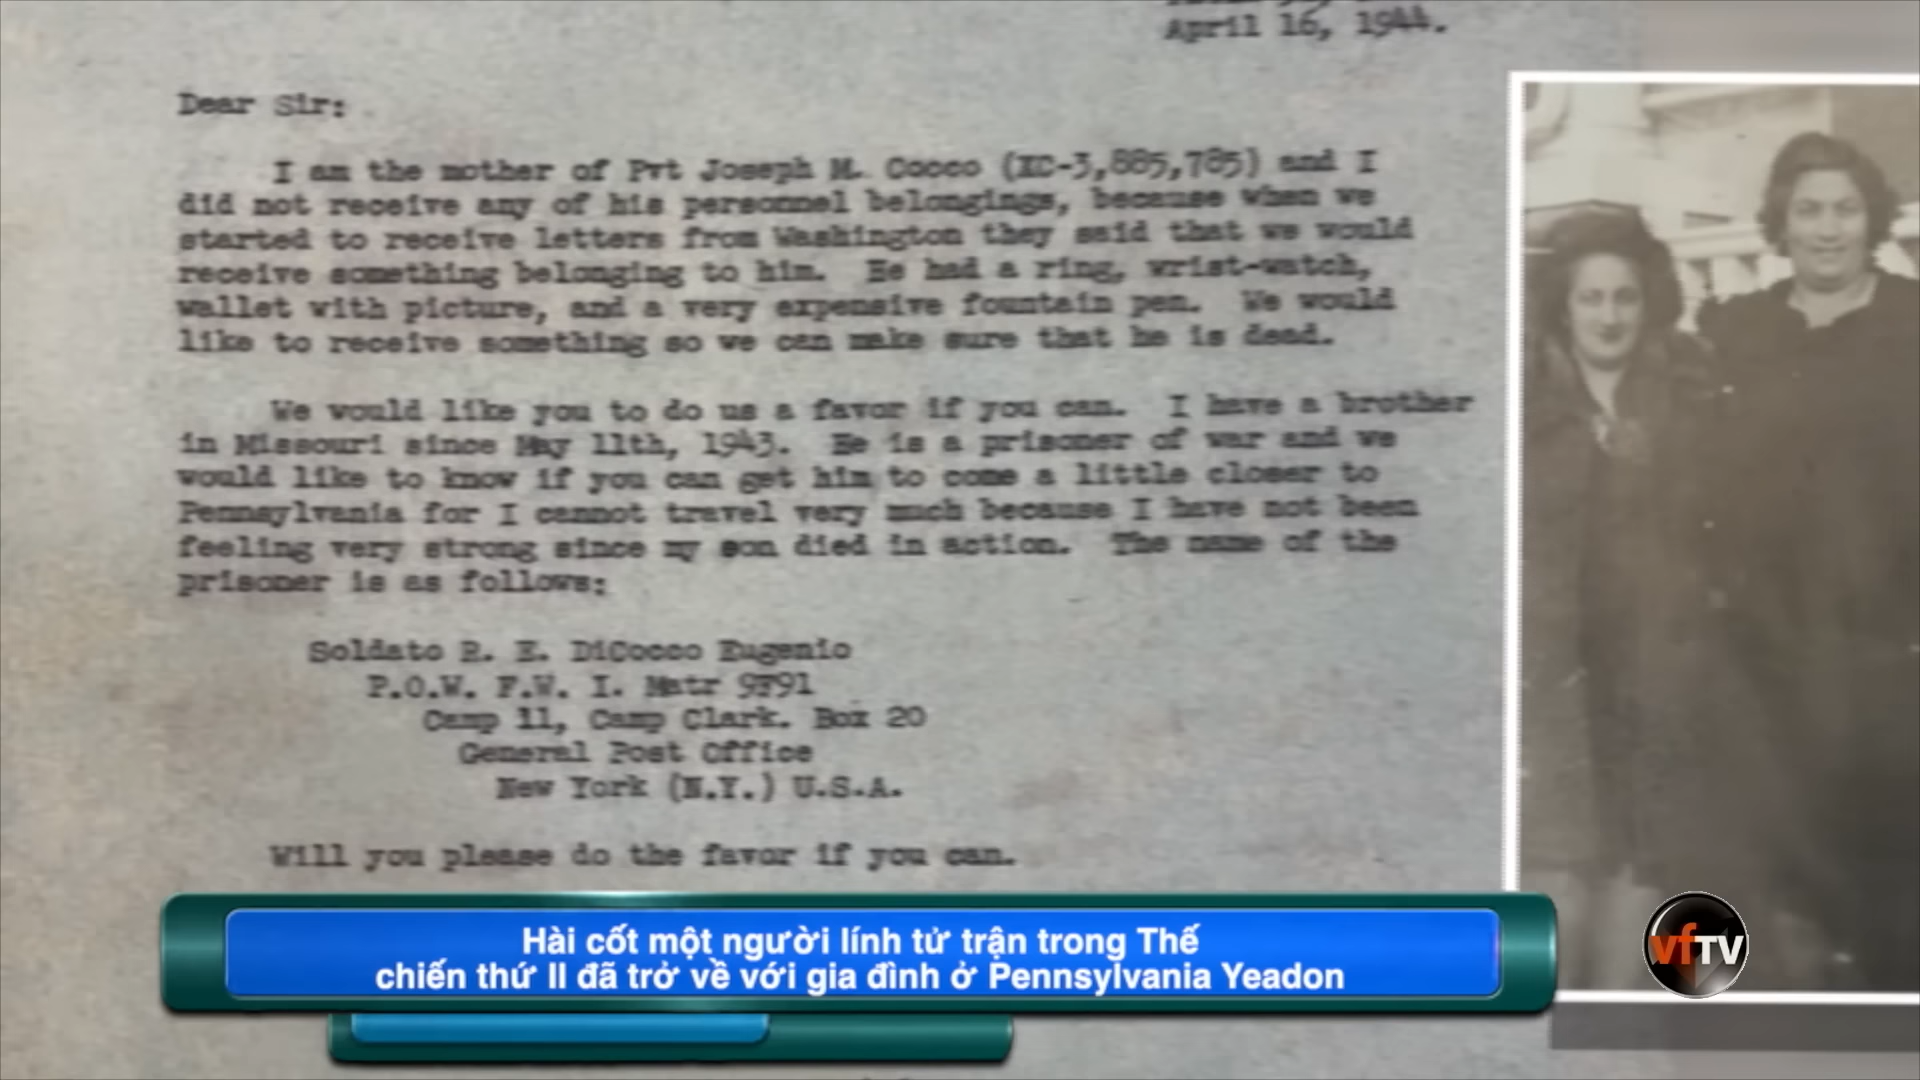 April 16, 1944.
Dear Sir:
I am the mother of Pvt Joseph M. Cocco (XC-3,885,785) and I
did not receive any of his personnel belongings, because when we
started to receive letters from Washington they said that we would
receive something belonging to him. He had a ring, wrist-watch,
wallet with picture, and a very expensive fountain pen. We would
like to receive something so we can make sure that he is dead.
We would like you to do us a favor if you can. I have a brother
in Missouri since May 11th, 1943. He is a prisoner of war and we
would like to know if you can get him to come a little closer to
Pennsylvania for I cannot travel very much because I have not been
feeling very strong since my son died in action. The name of the
prisoner is as follows:
Soldato R. E. DiCocco Eugenio
P.O.W. F.W. I. Matr 9F91
Camp 11, Camp Clark. Box 20
General Post Office
New York (N.Y.) U.S.A.
Will you please do the favor if you can.
Hài cốt một người lính tử trận trong Thế
chiến thứ II đã trở về với gia đình ở Pennsylvania Yeadon
vfTV